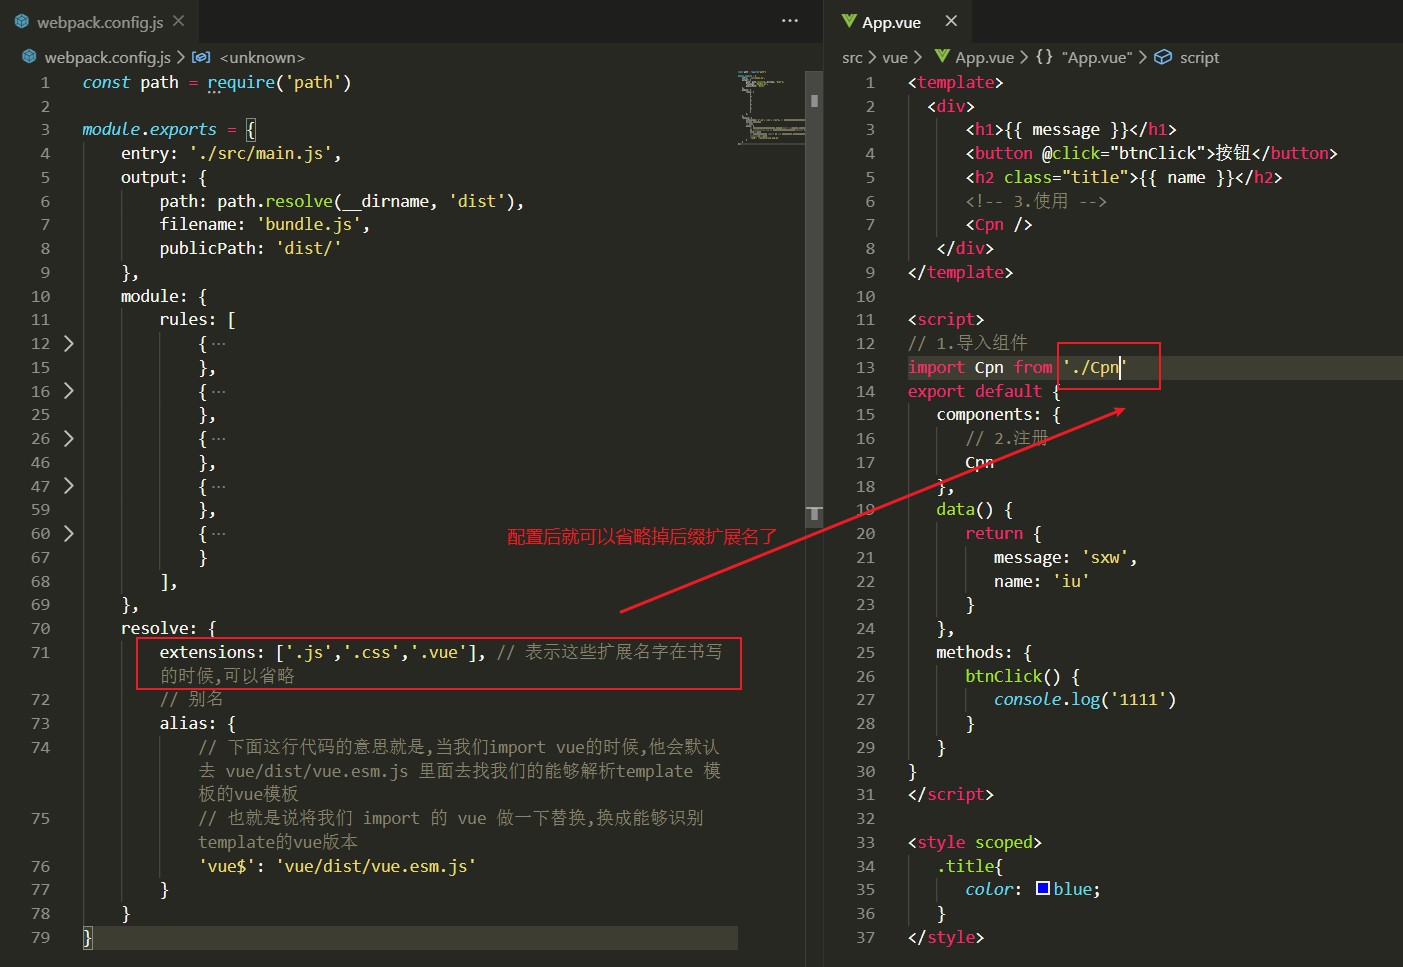 webpack.config.js
webpack.config.js > <unknown>
1 const path = require('path')
2
3 module.exports = {
4 entry: './src/main.js',
5 output: {
6 path: path.resolve(__dirname, 'dist'),
7 filename: 'bundle.js',
8 publicPath: 'dist/'
9 },
10 module: {
11 rules: [
12 > { ···
15 },
16 > { ···
25 },
26 > { ···
46 },
47 > { ···
59 },
60 > { ···
67 }
68 ],
69 },
70 resolve: {
71 extensions: ['.js','.css','.vue'], // 表示这些扩展名字在书写
的时候,可以省略
72 // 别名
73 alias: {
74 // 下面这行代码的意思就是,当我们import vue的时候,他会默认
去 vue/dist/vue.esm.js 里面去找我们的能够解析template 模
板的vue模板
75 // 也就是说将我们 import 的 vue 做一下替换,换成能够识别
template的vue版本
76 'vue$': 'vue/dist/vue.esm.js'
77 }
78 }
79 }
配置后就可以省略掉后缀扩展名了
App.vue
src > vue > App.vue > {} "App.vue" > script
1 <template>
2 <div>
3 <h1>{{ message }}</h1>
4 <button @click="btnClick">按钮</button>
5 <h2 class="title">{{ name }}</h2>
6 <!-- 3.使用 -->
7 <Cpn />
8 </div>
9 </template>
10
11 <script>
12 // 1.导入组件
13 import Cpn from './Cpn'
14 export default {
15 components: {
16 // 2.注册
17 Cpn
18 },
19 data() {
20 return {
21 message: 'sxw',
22 name: 'iu'
23 }
24 },
25 methods: {
26 btnClick() {
27 console.log('1111')
28 }
29 }
30 }
31 </script>
32
33 <style scoped>
34 .title{
35 color: blue;
36 }
37 </style>